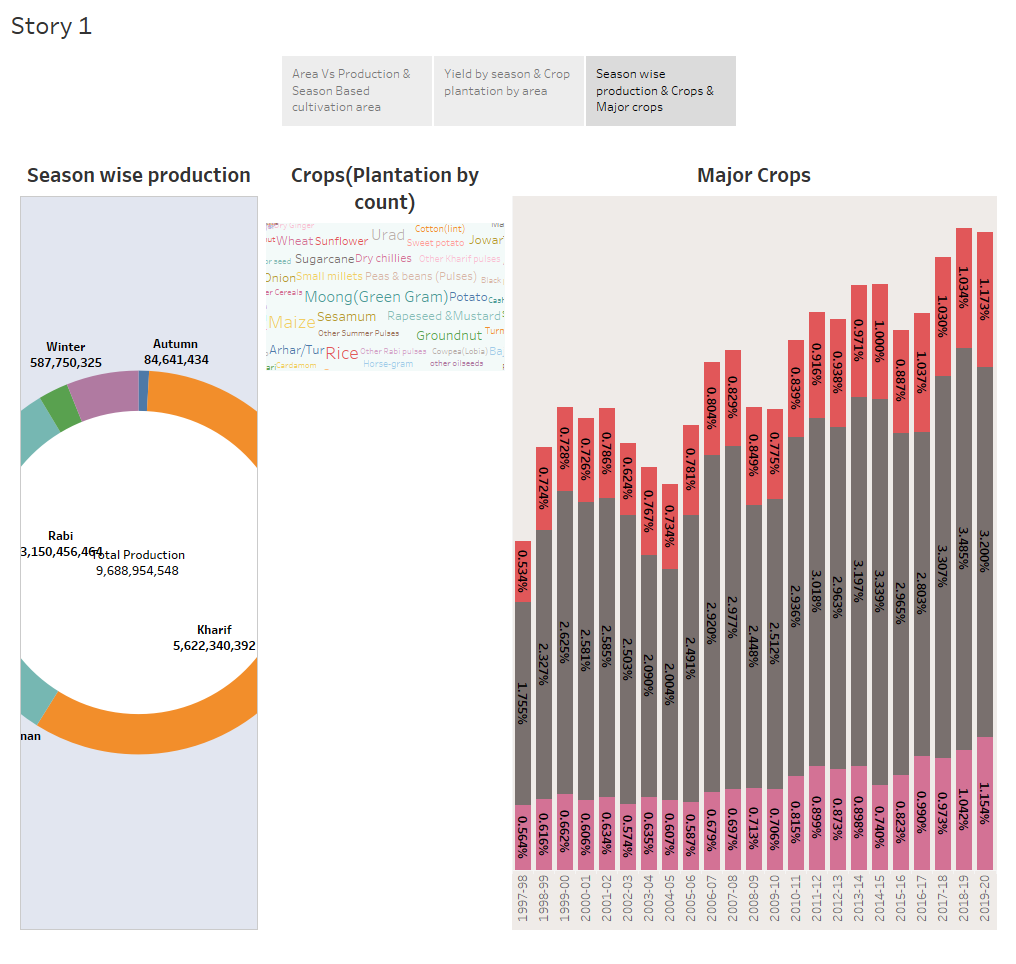 Story 1
Area Vs Production &
Season Based
cultivation area
Yield by season & Crop
plantation by area
Season wise
production & Crops &
Major crops
Season wise production
Winter
587,750,325
Autumn
84,641,434
Rabi
3,150,456,464
Total Production
9,688,954,548
Kharif
5,622,340,392
nan
Crops(Plantation by
count)
Cotton(lint)
Wheat Sunflower Urad Sweet potato Jowar
Sugarcane Dry chillies Other Kharif pulses
Onion Small millets Peas & beans (Pulses) Black
er Cereals Moong(Green Gram) Potato Cash
Maize Sesamum Rapeseed &Mustard
Other Summer Pulses Groundnut Turm
Arhar/Tur Rice Other Rabi pulses Cowpea(Lobia) Ba
Cardamom Horse-gram other oilseeds
Major Crops
0.534% 0.724% 0.728% 0.726% 0.786% 0.624% 0.767% 0.734% 0.781% 0.804% 0.829% 0.849% 0.775% 0.839% 0.916% 0.938% 0.971% 1.000% 0.887% 1.037% 1.030% 1.034% 1.173%
1.755% 2.327% 2.625% 2.581% 2.585% 2.503% 2.090% 2.004% 2.491% 2.920% 2.977% 2.448% 2.512% 2.936% 3.018% 2.963% 3.197% 3.339% 2.965% 2.803% 3.307% 3.485% 3.200%
0.564% 0.616% 0.662% 0.606% 0.634% 0.574% 0.635% 0.607% 0.587% 0.679% 0.697% 0.713% 0.706% 0.815% 0.899% 0.873% 0.898% 0.740% 0.823% 0.990% 0.973% 1.042% 1.154%
1997-98 1998-99 1999-00 2000-01 2001-02 2002-03 2003-04 2004-05 2005-06 2006-07 2007-08 2008-09 2009-10 2010-11 2011-12 2012-13 2013-14 2014-15 2015-16 2016-17 2017-18 2018-19 2019-20